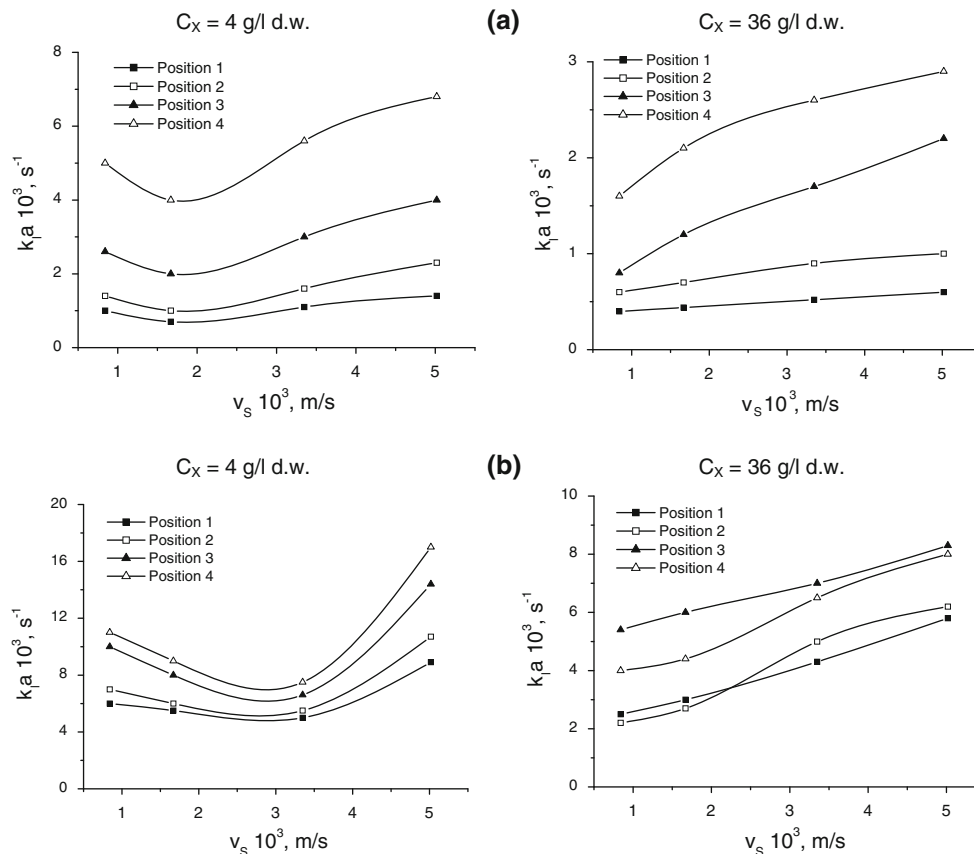 C_X = 4 g/l d.w.
(a)
C_X = 36 g/l d.w.
8
6
4
2
0
k_l a 10^3, s^-1
Position 1
Position 2
Position 3
Position 4
1 2 3 4 5
v_S 10^3, m/s
3
2
1
0
k_l a 10^3, s^-1
Position 1
Position 2
Position 3
Position 4
1 2 3 4 5
v_S 10^3, m/s
C_X = 4 g/l d.w.
(b)
C_X = 36 g/l d.w.
20
16
12
8
4
0
k_l a 10^3, s^-1
Position 1
Position 2
Position 3
Position 4
1 2 3 4 5
v_S 10^3, m/s
10
8
6
4
2
0
k_l a 10^3, s^-1
Position 1
Position 2
Position 3
Position 4
1 2 3 4 5
v_S 10^3, m/s